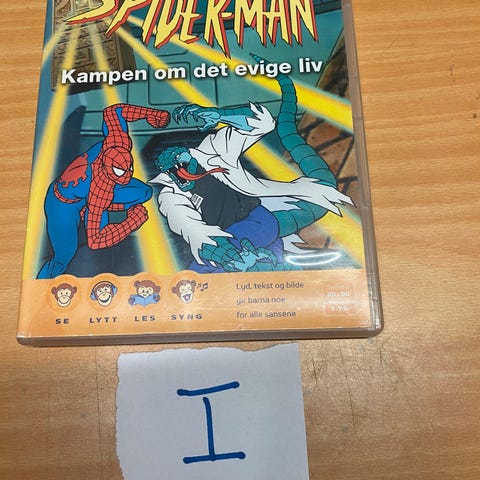 SPIDER-MAN
Kampen om det evige liv
SE LYTT LES SYNG
Lyd, tekst og bilde
gir barna noe
for alle sansene
I